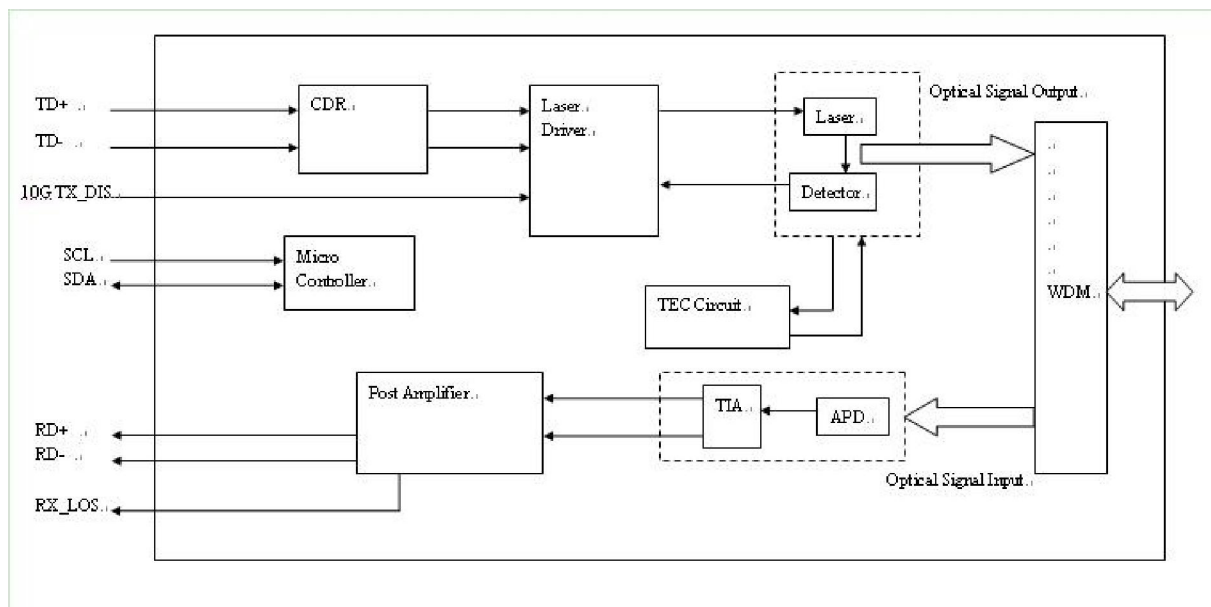 TD+
TD-
10G TX_DIS
SCL
SDA
CDR
Laser
Driver
Laser
Detector
Optical Signal Output
Micro
Controller
TEC Circuit
WDM
Post Amplifier
TIA
APD
RD+
RD-
RX_LOS
Optical Signal Input